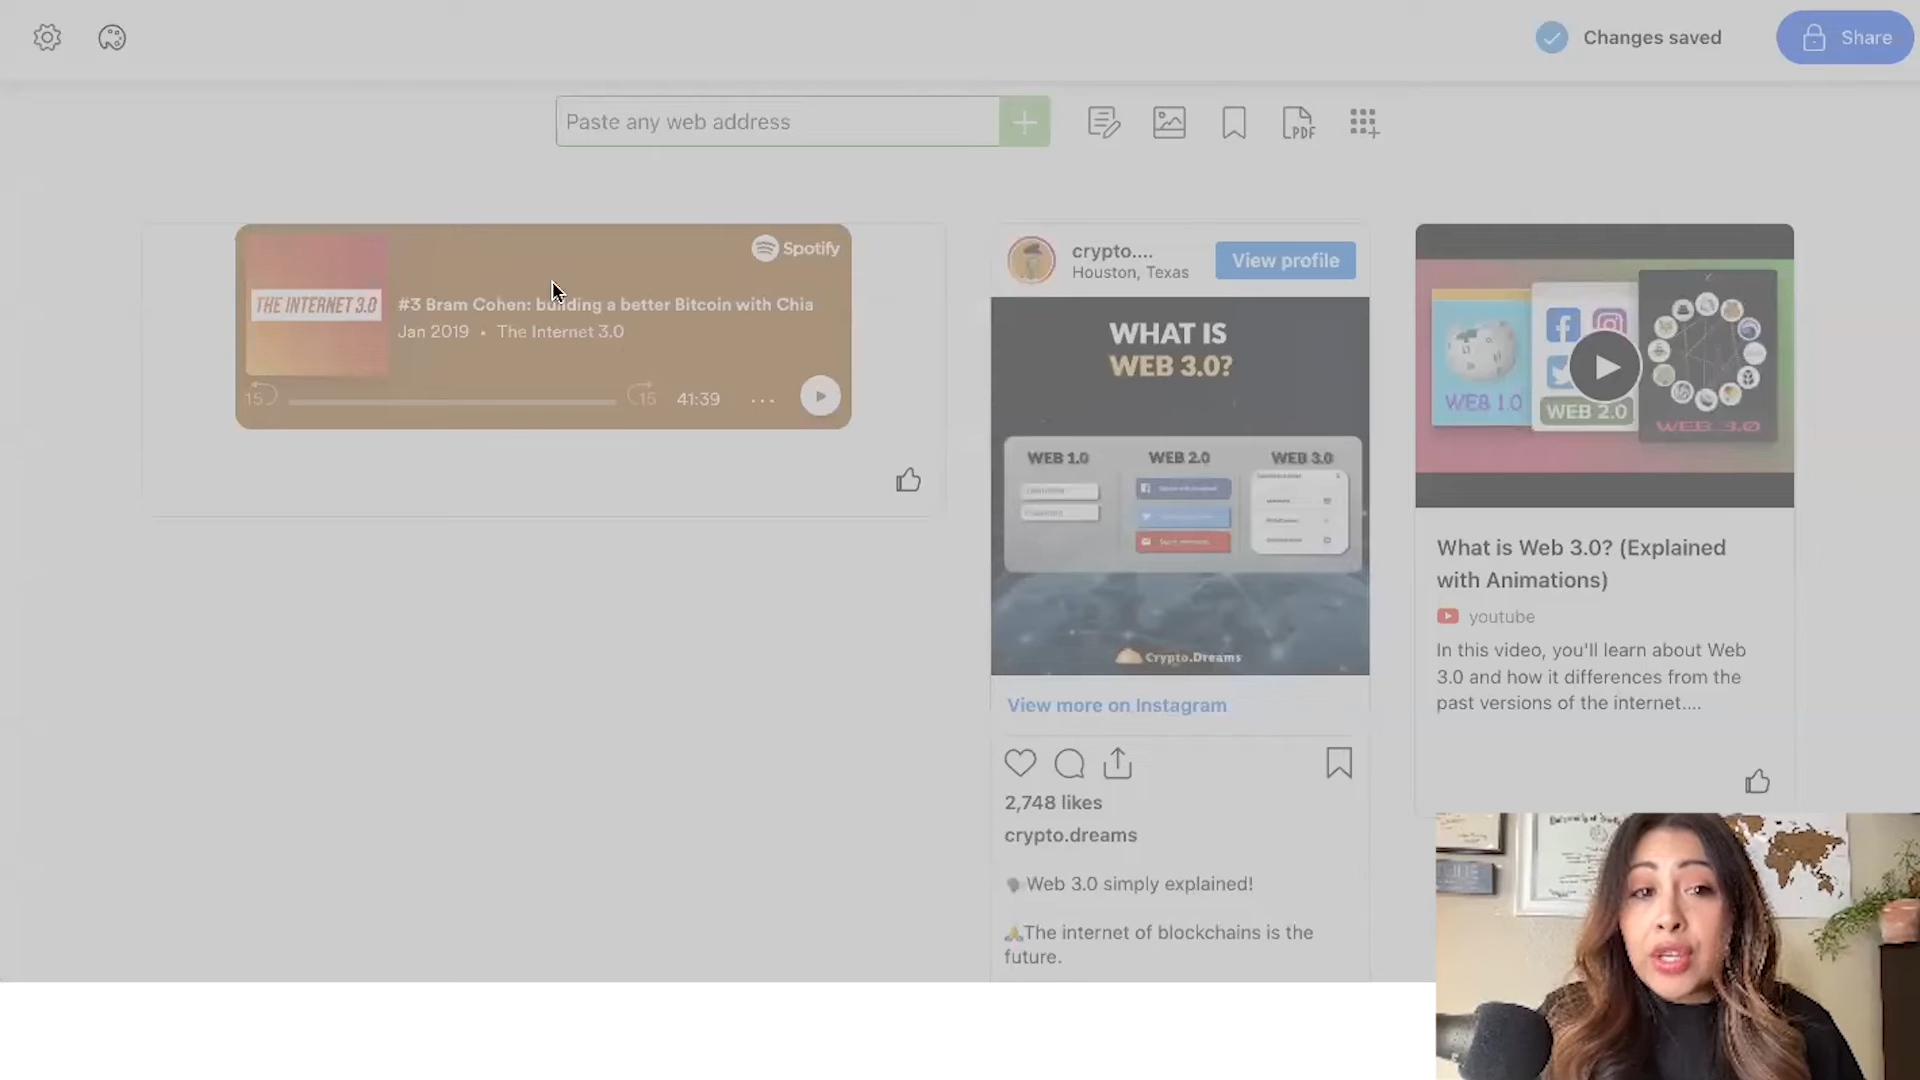 Changes saved
Share
Paste any web address
PDF
Spotify
THE INTERNET 3.0
#3 Bram Cohen: building a better Bitcoin with Chia
Jan 2019 • The Internet 3.0
15
15
41:39
...
crypto....
Houston, Texas
View profile
WHAT IS
WEB 3.0?
WEB 1.0
WEB 2.0
WEB 3.0
Crypto.Dreams
View more on Instagram
2,748 likes
crypto.dreams
Web 3.0 simply explained!
The internet of blockchains is the
future.
WEB 1.0
WEB 2.0
WEB 3.0
What is Web 3.0? (Explained
with Animations)
youtube
In this video, you'll learn about Web
3.0 and how it differences from the
past versions of the internet....